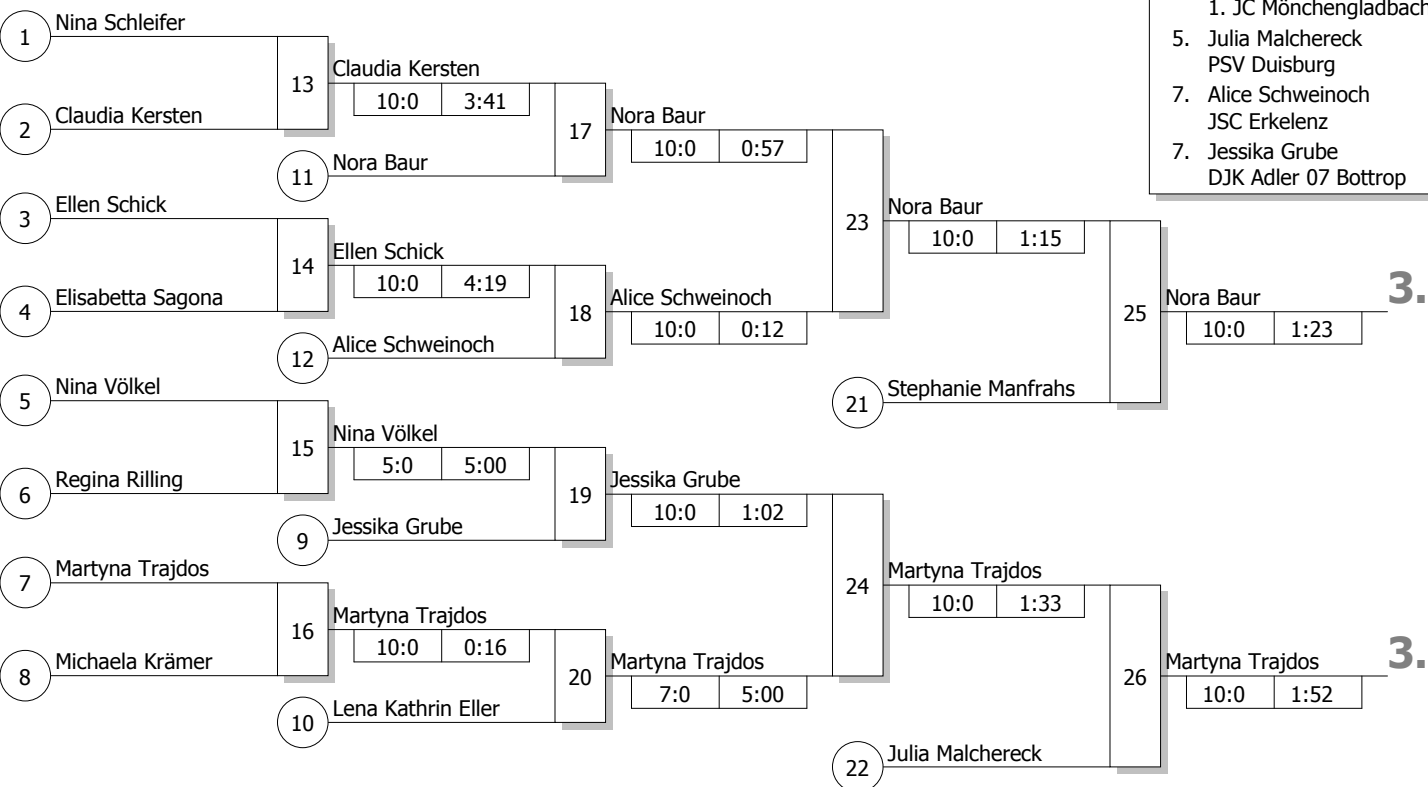 1 Nina Schleifer
2 Claudia Kersten
13 Claudia Kersten
10:0 3:41
11 Nora Baur
17 Nora Baur
10:0 0:57
3 Ellen Schick
4 Elisabetta Sagona
14 Ellen Schick
10:0 4:19
12 Alice Schweinoch
18 Alice Schweinoch
10:0 0:12
23 Nora Baur
10:0 1:15
21 Stephanie Manfrahs
25 Nora Baur
10:0 1:23
3.
5 Nina Völkel
6 Regina Rilling
15 Nina Völkel
5:0 5:00
9 Jessika Grube
19 Jessika Grube
10:0 1:02
7 Martyna Trajdos
8 Michaela Krämer
16 Martyna Trajdos
10:0 0:16
10 Lena Kathrin Eller
20 Martyna Trajdos
7:0 5:00
24 Martyna Trajdos
10:0 1:33
22 Julia Malchereck
26 Martyna Trajdos
10:0 1:52
3.
1. JC Mönchengladbach
5. Julia Malchereck
PSV Duisburg
7. Alice Schweinoch
JSC Erkelenz
7. Jessika Grube
DJK Adler 07 Bottrop